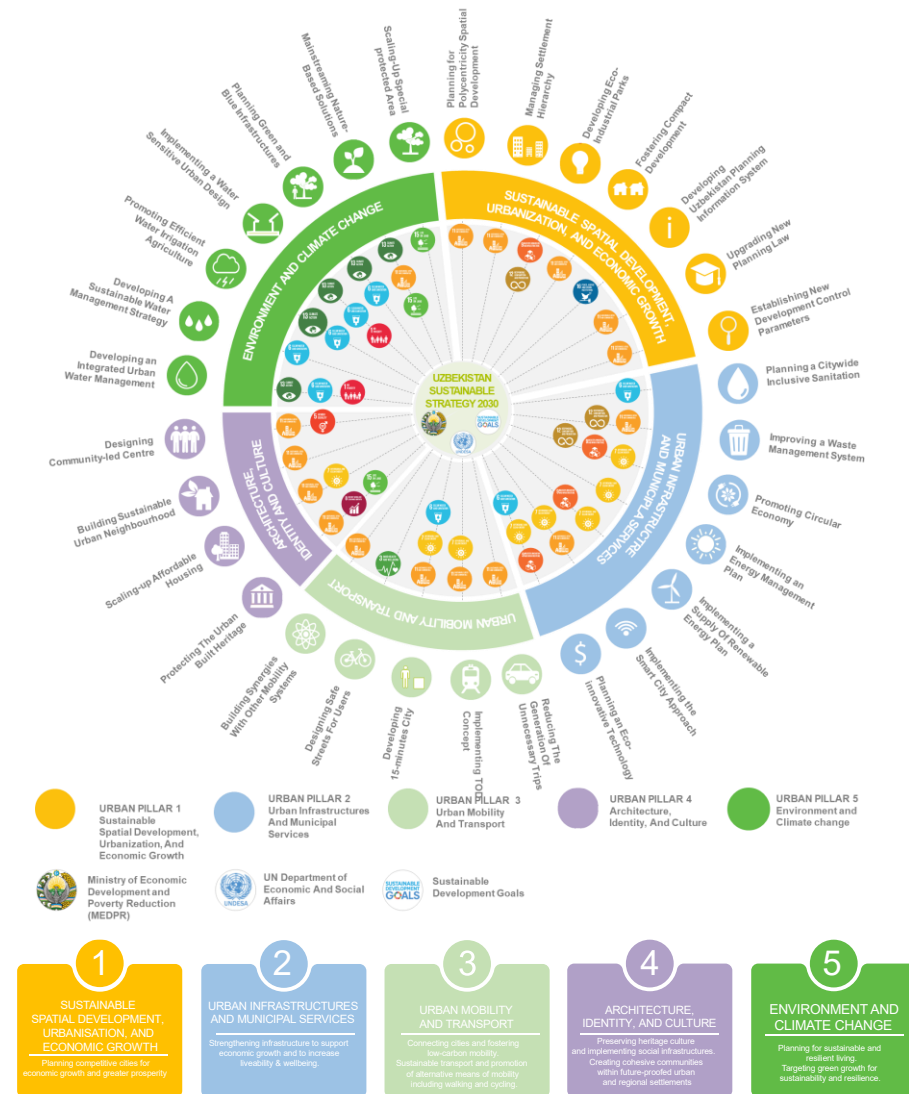 Scaling-Up Special
protected Area
Mainstreaming Nature-
Based Solutions
Planning Green and
Blue Infrastructures
Implementing a Water
Sensitive Urban Design
Promoting Efficient
Water Irrigation
Agriculture
Developing A
Sustainable Water
Management Strategy
Developing an
Integrated Urban
Water Management
Designing
Community-led Centre
Building Sustainable
Urban Neighbourhood
Scaling-up Affordable
Housing
Protecting The Urban
Built Heritage
Building Synergies
With Other Mobility
Systems
Designing Safe
Streets For Users
Developing
15-minutes City
Implementing TOD
Concept
Reducing The
Generation Of
Unnecessary Trips
Planning an Eco-
innovative Technology
Implementing the
Smart City Approach
Implementing a
Supply Of Renewable
Energy Plan
Implementing an
Energy Management
Plan
Promoting Circular
Economy
Improving a Waste
Management System
Planning a Citywide
Inclusive Sanitation
Establishing New
Development Control
Parameters
Upgrading New
Planning Law
Developing
Uzbekistan Planning
Information System
Fostering Compact
Development
Developing Eco-
Industrial Parks
Managing Settlement
Hierarchy
Planning for
Polycentricity Spatial
Development
ENVIRONMENT AND CLIMATE CHANGE
SUSTAINABLE, SPATIAL DEVELOPMENT,
URBANIZATION, AND ECONOMIC GROWTH
URBAN INFRASTRUCTRE
AND MUNICIPLA SERVICES
URBAN MOBILITY AND TRANSPORT
ARCHITECTURE,
IDENTITY AND CULTURE
UZBEKISTAN
SUSTAINABLE
STRATEGY 2030
UNDESA
SUSTAINABLE
DEVELOPMENT
GOALS
URBAN PILLAR 1
Sustainable
Spatial Development,
Urbanization, And
Economic Growth
URBAN PILLAR 2
Urban Infrastructures
And Municipal
Services
URBAN PILLAR 3
Urban Mobility
And Transport
URBAN PILLAR 4
Architecture,
Identity, And Culture
URBAN PILLAR 5
Environment and
Climate change
Ministry of Economic
Development and
Poverty Reduction
(MEDPR)
UNDESA
UN Department of
Economic And Social
Affairs
SUSTAINABLE
DEVELOPMENT
GOALS
Sustainable
Development Goals
1
SUSTAINABLE
SPATIAL DEVELOPMENT,
URBANISATION, AND
ECONOMIC GROWTH
Planning competitive cities for
economic growth and greater prosperity
2
URBAN INFRASTRUCTURES
AND MUNICIPAL SERVICES
Strengthening infrastructure to support
economic growth and to increase
liveability & wellbeing.
3
URBAN MOBILITY
AND TRANSPORT
Connecting cities and fostering
low-carbon mobility.
Sustainable transport and promotion
of alternative means of mobility
including walking and cycling.
4
ARCHITECTURE,
IDENTITY, AND CULTURE
Preserving heritage culture
and implementing social infrastructures.
Creating cohesive communities
within future-proofed urban
and regional settlements
5
ENVIRONMENT AND
CLIMATE CHANGE
Planning for sustainable and
resilient living.
Targeting green growth for
sustainability and resilience.